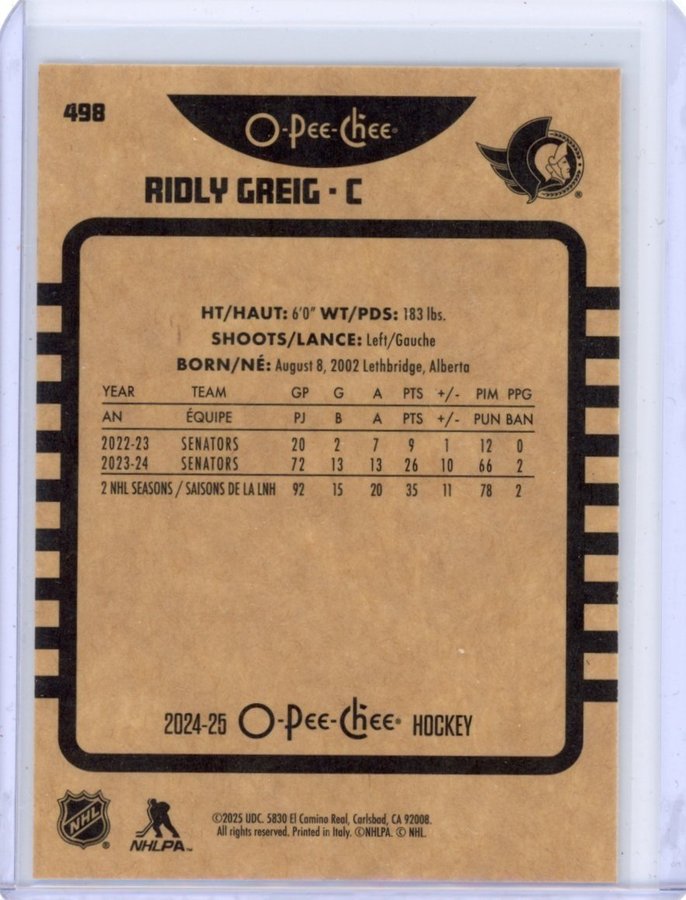 498
O-Pee-Chee®
RIDLY GREIG · C
®
HT/HAUT: 6'0" WT/PDS: 183 lbs.
SHOOTS/LANCE: Left/Gauche
BORN/NÉ: August 8, 2002 Lethbridge, Alberta
YEAR TEAM GP G A PTS +/- PIM PPG
AN ÉQUIPE PJ B A PTS +/- PUN BAN
2022-23 SENATORS 20 2 7 9 1 12 0
2023-24 SENATORS 72 13 13 26 10 66 2
2 NHL SEASONS / SAISONS DE LA LNH 92 15 20 35 11 78 2
2024-25 O-Pee-Chee® HOCKEY
NHL ®
NHLPA™
©2025 UDC. 5830 El Camino Real, Carlsbad, CA 92008.
All rights reserved. Printed in Italy. ©NHLPA. © NHL.